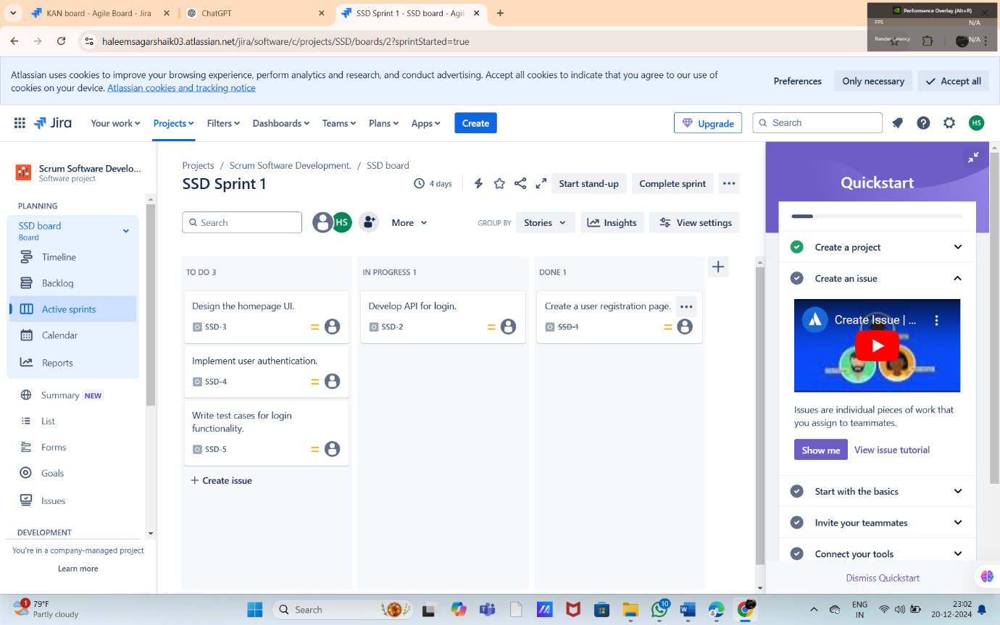 KAN board - Agile Board - Jira
ChatGPT
SSD Sprint 1 - SSD board - Agil
Performance Overlay (Alt+R)
FPS N/A
Render Latency N/A
haleemsagarshaik03.atlassian.net/jira/software/c/projects/SSD/boards/2?sprintStarted=true
Atlassian uses cookies to improve your browsing experience, perform analytics and research, and conduct advertising. Accept all cookies to indicate that you agree to our use of
cookies on your device. Atlassian cookies and tracking notice
Preferences
Only necessary
Accept all
Jira
Your work
Projects
Filters
Dashboards
Teams
Plans
Apps
Create
Upgrade
Search
HS
Scrum Software Develo...
Software project
PLANNING
SSD board
Board
Timeline
Backlog
Active sprints
Calendar
Reports
Summary NEW
List
Forms
Goals
Issues
DEVELOPMENT
You're in a company-managed project
Learn more
Projects / Scrum Software Development. / SSD board
SSD Sprint 1
4 days
Start stand-up
Complete sprint
Search
HS
More
GROUP BY
Stories
Insights
View settings
TO DO 3
Design the homepage UI.
SSD-3
Implement user authentication.
SSD-4
Write test cases for login
functionality.
SSD-5
+ Create issue
IN PROGRESS 1
Develop API for login.
SSD-2
DONE 1
Create a user registration page.
SSD-1
Quickstart
Create a project
Create an issue
Create Issue | ...
Issues are individual pieces of work that
you assign to teammates.
Show me
View issue tutorial
Start with the basics
Invite your teammates
Connect your tools
Dismiss Quickstart
1
79°F
Partly cloudy
Search
10
ENG
IN
23:02
20-12-2024